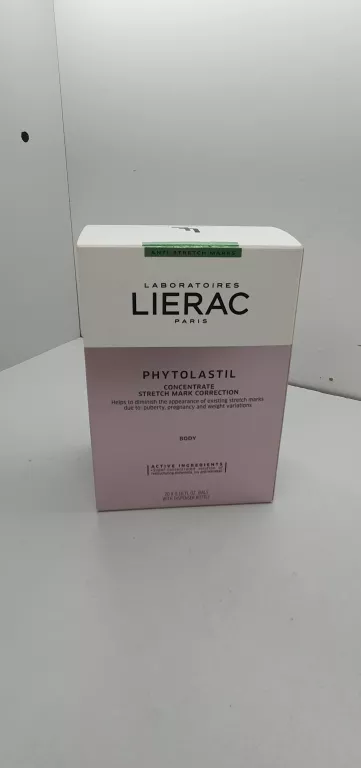 ANTI-STRETCH MARKS
LABORATOIRES
LIERAC
PARIS
PHYTOLASTIL
CONCENTRATE
STRETCH MARK CORRECTION
Helps to diminish the appearance of existing stretch marks
due to: puberty, pregnancy and weight variations
BODY
ACTIVE INGREDIENTS